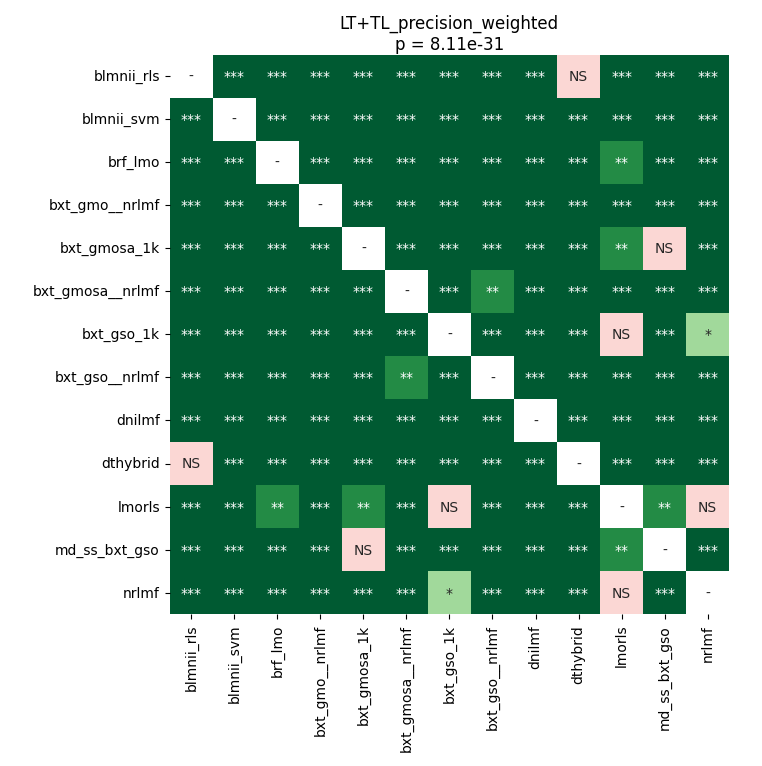 LT+TL_precision_weighted
p = 8.11e-31
blmnii_rls - *** *** *** *** *** *** *** *** NS *** *** ***
blmnii_svm *** - *** *** *** *** *** *** *** *** *** *** ***
brf_lmo *** *** - *** *** *** *** *** *** *** ** *** ***
bxt_gmo__nrlmf *** *** *** - *** *** *** *** *** *** *** *** ***
bxt_gmosa_1k *** *** *** *** - *** *** *** *** *** ** NS ***
bxt_gmosa__nrlmf *** *** *** *** *** - *** ** *** *** *** *** ***
bxt_gso_1k *** *** *** *** *** *** - *** *** *** NS *** *
bxt_gso__nrlmf *** *** *** *** *** ** *** - *** *** *** *** ***
dnilmf *** *** *** *** *** *** *** *** - *** *** *** ***
dthybrid NS *** *** *** *** *** *** *** *** - *** *** ***
lmorls *** *** ** *** ** *** NS *** *** *** - ** NS
md_ss_bxt_gso *** *** *** *** NS *** *** *** *** *** ** - ***
nrlmf *** *** *** *** *** *** * *** *** *** NS *** -
blmnii_rls
blmnii_svm
brf_lmo
bxt_gmo__nrlmf
bxt_gmosa_1k
bxt_gmosa__nrlmf
bxt_gso_1k
bxt_gso__nrlmf
dnilmf
dthybrid
lmorls
md_ss_bxt_gso
nrlmf